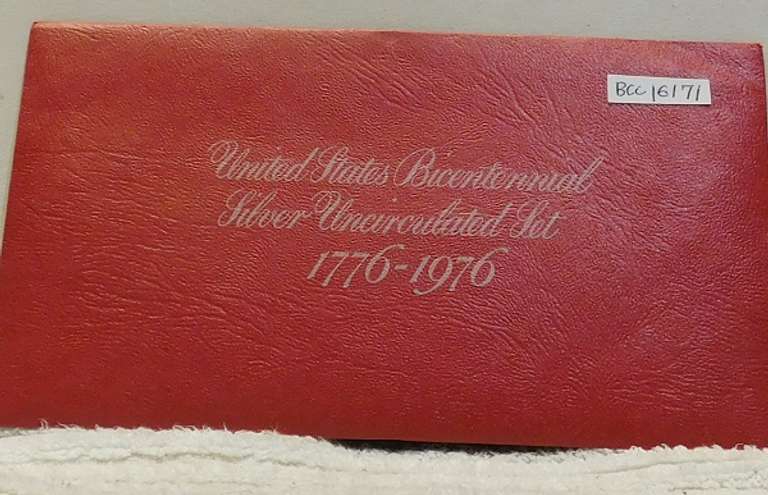 BCC 16171
United States Bicentennial
Silver Uncirculated Set
1776-1976